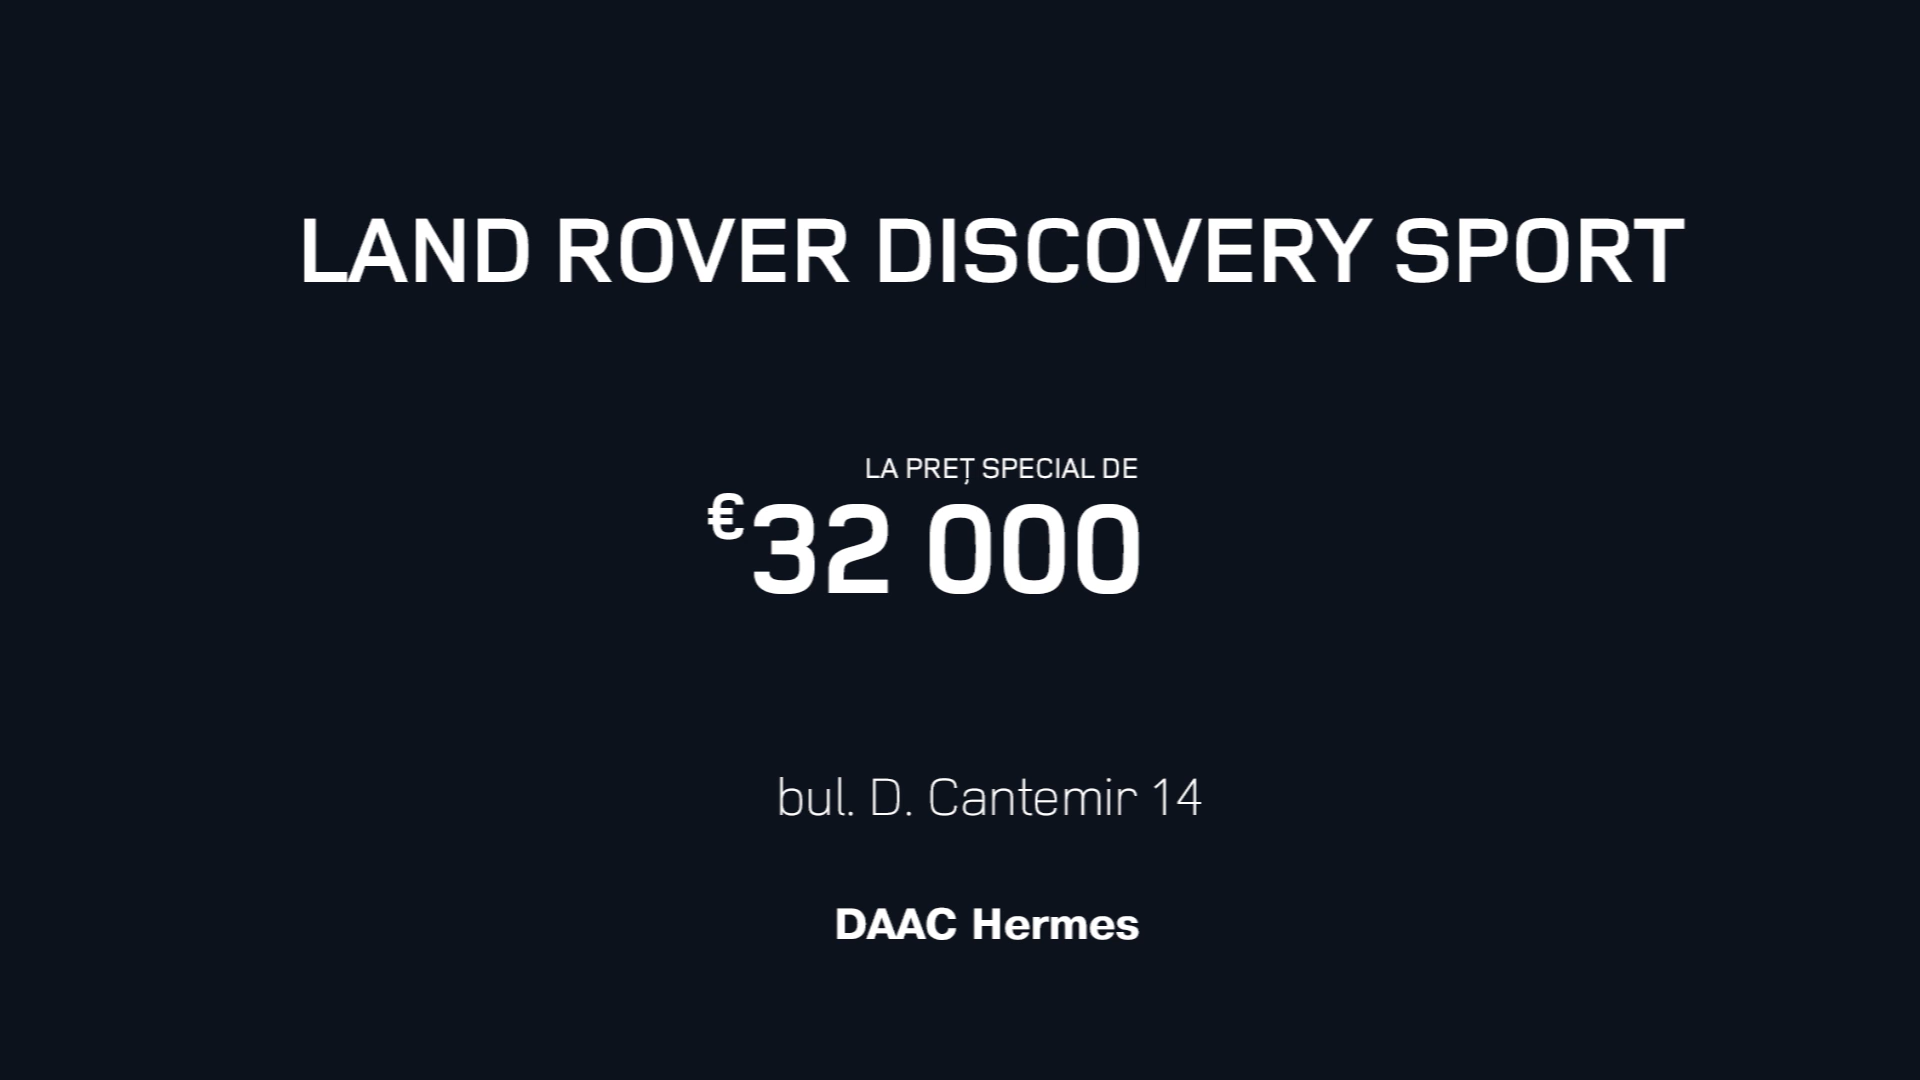 LAND ROVER DISCOVERY SPORT
LA PREȚ SPECIAL DE
€32 000
bul. D. Cantemir 14
DAAC Hermes